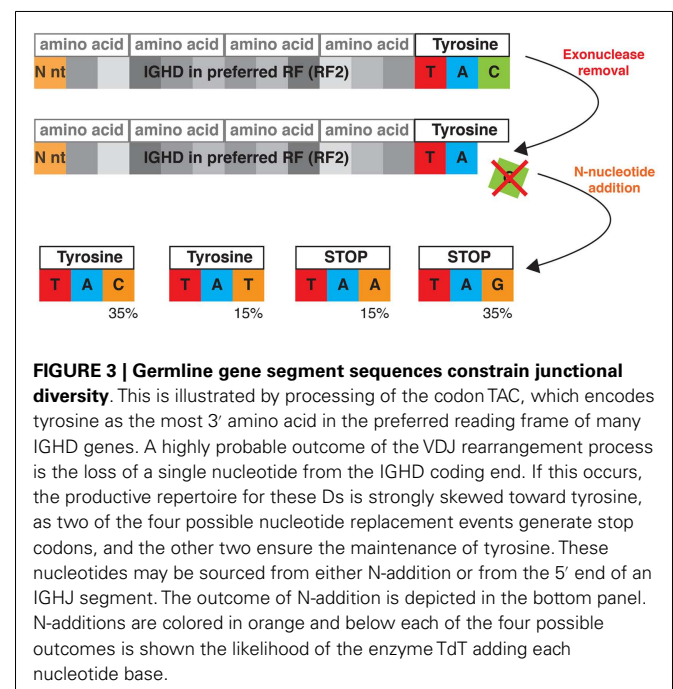 amino acid amino acid amino acid amino acid Tyrosine
N nt IGHD in preferred RF (RF2) T A C
Exonuclease
removal
amino acid amino acid amino acid amino acid Tyrosine
N nt IGHD in preferred RF (RF2) T A
N-nucleotide
addition
Tyrosine Tyrosine STOP STOP
T A C T A T T A A T A G
35% 15% 15% 35%
FIGURE 3 | Germline gene segment sequences constrain junctional
diversity. This is illustrated by processing of the codon TAC, which encodes
tyrosine as the most 3′ amino acid in the preferred reading frame of many
IGHD genes. A highly probable outcome of the VDJ rearrangement process
is the loss of a single nucleotide from the IGHD coding end. If this occurs,
the productive repertoire for these Ds is strongly skewed toward tyrosine,
as two of the four possible nucleotide replacement events generate stop
codons, and the other two ensure the maintenance of tyrosine. These
nucleotides may be sourced from either N-addition or from the 5′ end of an
IGHJ segment. The outcome of N-addition is depicted in the bottom panel.
N-additions are colored in orange and below each of the four possible
outcomes is shown the likelihood of the enzyme TdT adding each
nucleotide base.